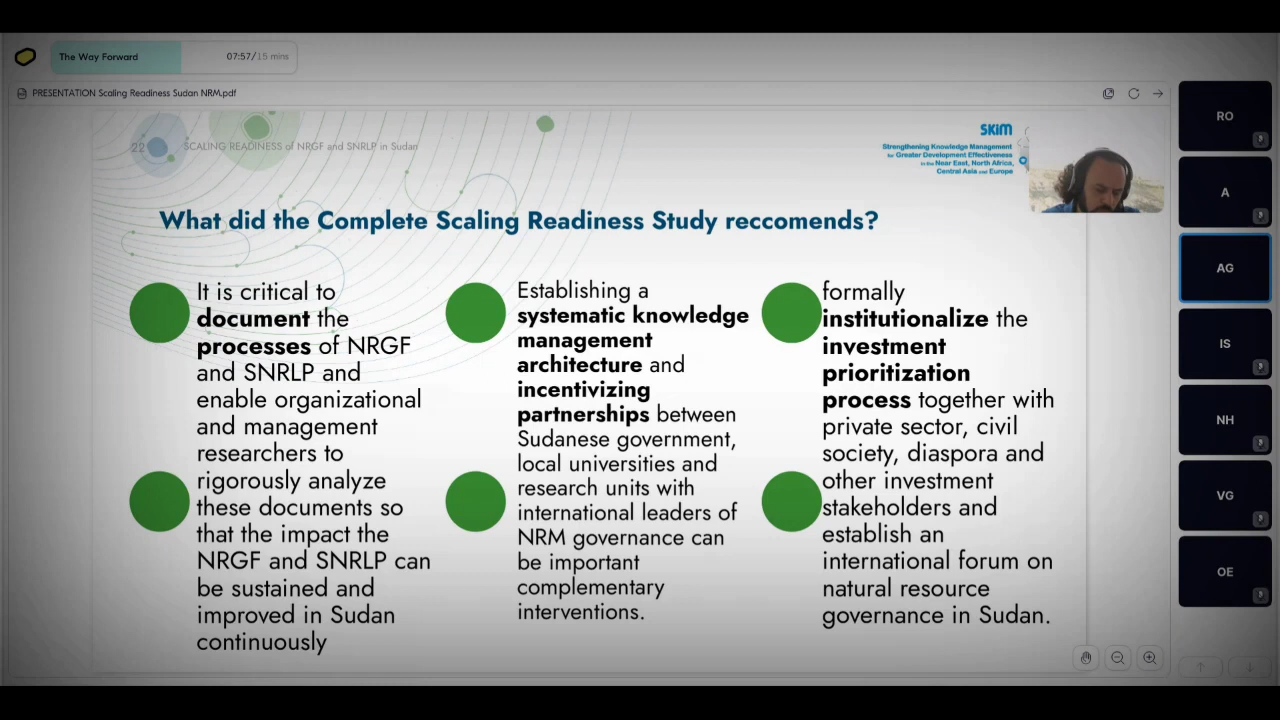 The Way Forward
07:57/15 mins
PRESENTATION Scaling Readiness Sudan NRM.pdf
22
SCALING READINESS of NRGF and SNRLP in Sudan
SKiM
Strengthening Knowledge Management
for Greater Development Effectiveness
in the Near East, North Africa,
Central Asia and Europe
What did the Complete Scaling Readiness Study reccomends?
It is critical to
document the
processes of NRGF
and SNRLP and
enable organizational
and management
researchers to
rigorously analyze
these documents so
that the impact the
NRGF and SNRLP can
be sustained and
improved in Sudan
continuously
Establishing a
systematic knowledge
management
architecture and
incentivizing
partnerships between
Sudanese government,
local universities and
research units with
international leaders of
NRM governance can
be important
complementary
interventions.
formally
institutionalize the
investment
prioritization
process together with
private sector, civil
society, diaspora and
other investment
stakeholders and
establish an
international forum on
natural resource
governance in Sudan.
RO
A
AG
IS
NH
VG
OE